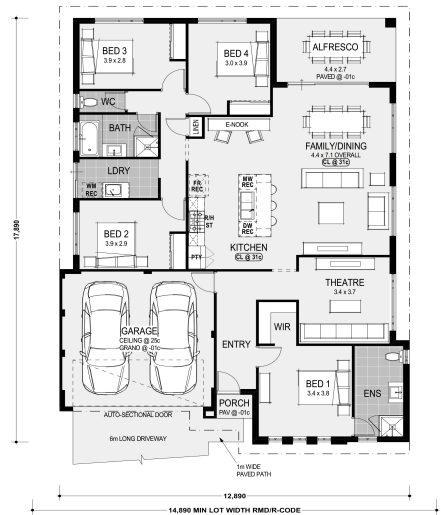 BED 3
3.9 x 2.8
BED 4
3.0 x 3.9
ALFRESCO
4.4 x 2.7
PAVED @ -01c
WC
BATH
LINEN
E-NOOK
FAMILY/DINING
4.4 x 7.1 OVERALL
CL @ 31c
LDRY
WM
REC
FR
REC
MW
REC
R/H
ST
DW
REC
BED 2
3.9 x 2.9
PTY
KITCHEN
CL @ 31c
17,890
THEATRE
3.4 x 3.7
GARAGE
CEILING @ 25c
GRANO @ -01c
WIR
ENTRY
BED 1
3.4 x 3.8
ENS
PORCH
PAV @ -01c
AUTO-SECTIONAL DOOR
6m LONG DRIVEWAY
1m WIDE
PAVED PATH
12,890
14,890 MIN LOT WIDTH RMD/R-CODE